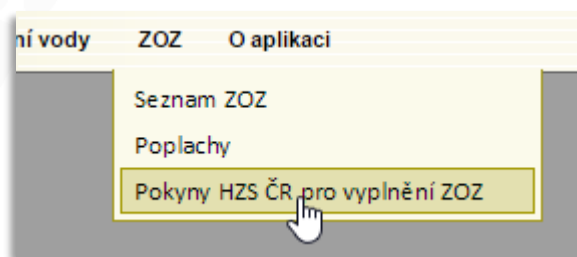 ní vody ZOZ O aplikaci
Seznam ZOZ
Poplachy
Pokyny HZS ČR pro vyplnění ZOZ